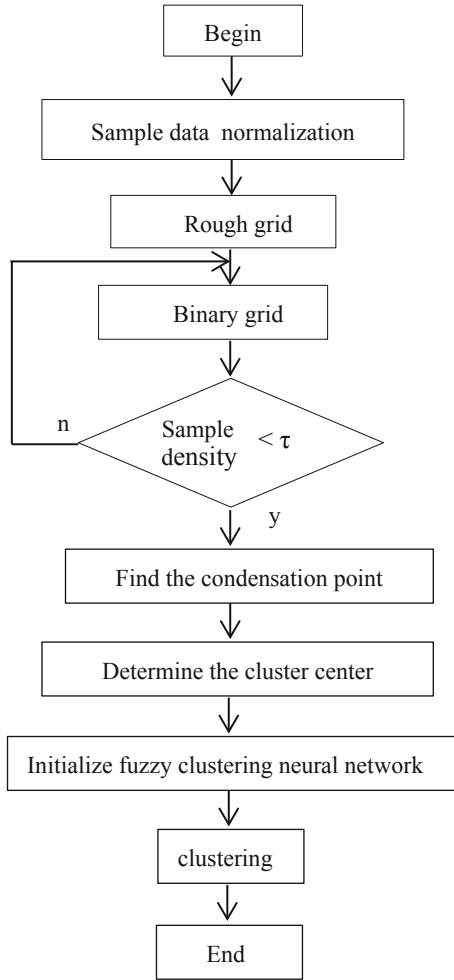 Begin
Sample data normalization
Rough grid
Binary grid
n
Sample
density < τ
y
Find the condensation point
Determine the cluster center
Initialize fuzzy clustering neural network
clustering
End